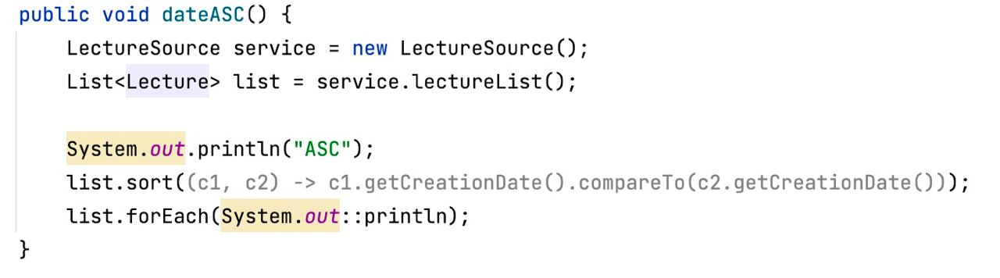 public void dateASC() {
    LectureSource service = new LectureSource();
    List<Lecture> list = service.lectureList();

    System.out.println("ASC");
    list.sort((c1, c2) -> c1.getCreationDate().compareTo(c2.getCreationDate()));
    list.forEach(System.out::println);
}